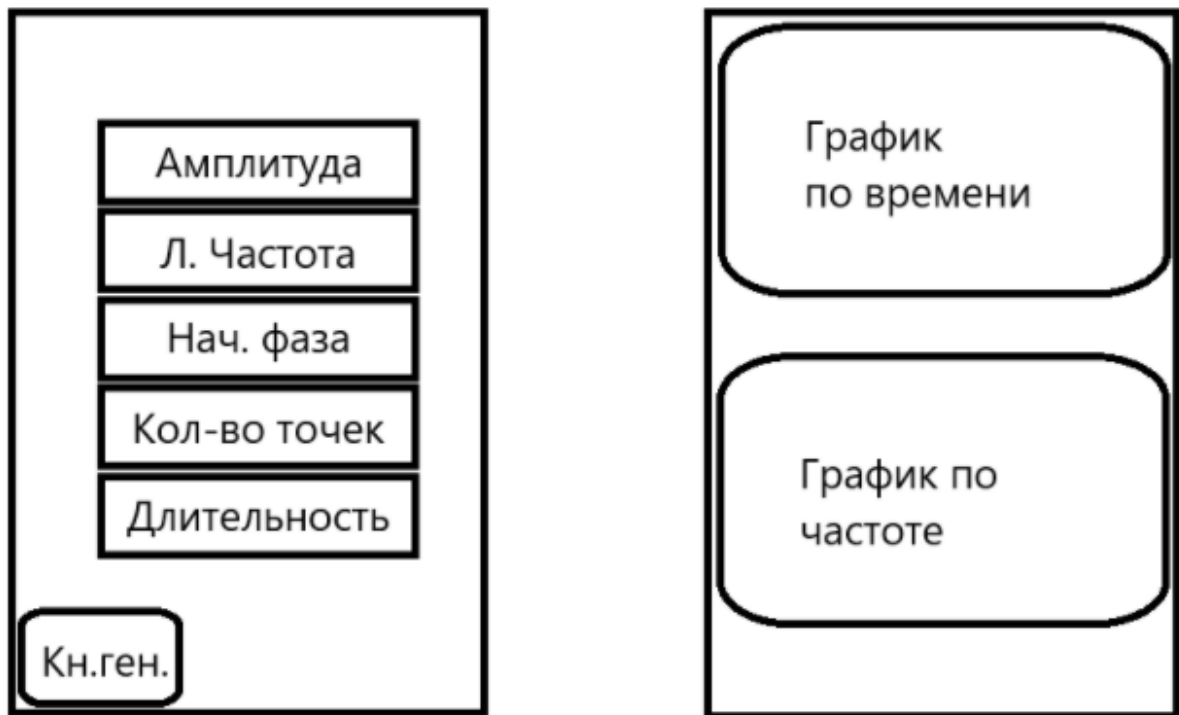 Амплитуда
Л. Частота
Нач. фаза
Кол-во точек
Длительность
Кн.ген.
График
по времени
График по
частоте